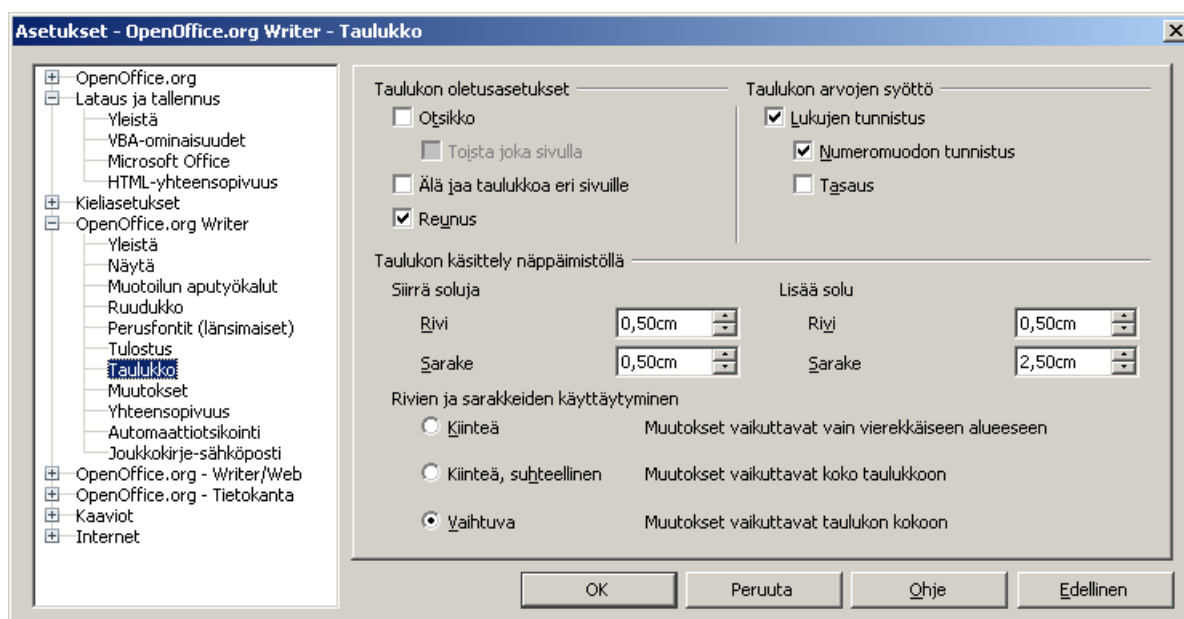 Asetukset - OpenOffice.org Writer - Taulukko
OpenOffice.org
Lataus ja tallennus
Yleistä
VBA-ominaisuudet
Microsoft Office
HTML-yhteensopivuus
Kieliasetukset
OpenOffice.org Writer
Yleistä
Näytä
Muotoilun aputyökalut
Ruudukko
Perusfontit (länsimaiset)
Tulostus
Taulukko
Muutokset
Yhteensopivuus
Automaattiotsikointi
Joukkokirje-sähköposti
OpenOffice.org - Writer/Web
OpenOffice.org - Tietokanta
Kaaviot
Internet
Taulukon oletusasetukset
Otsikko
Toista joka sivulla
Älä jaa taulukkoa eri sivuille
Reunus
Taulukon arvojen syöttö
Lukujen tunnistus
Numeromuodon tunnistus
Tasaus
Taulukon käsittely näppäimistöllä
Siirrä soluja
Rivi 0,50cm
Sarake 0,50cm
Lisää solu
Rivi 0,50cm
Sarake 2,50cm
Rivien ja sarakkeiden käyttäytyminen
Kiinteä Muutokset vaikuttavat vain vierekkäiseen alueeseen
Kiinteä, suhteellinen Muutokset vaikuttavat koko taulukkoon
Vaihtuva Muutokset vaikuttavat taulukon kokoon
OK Peruuta Ohje Edellinen